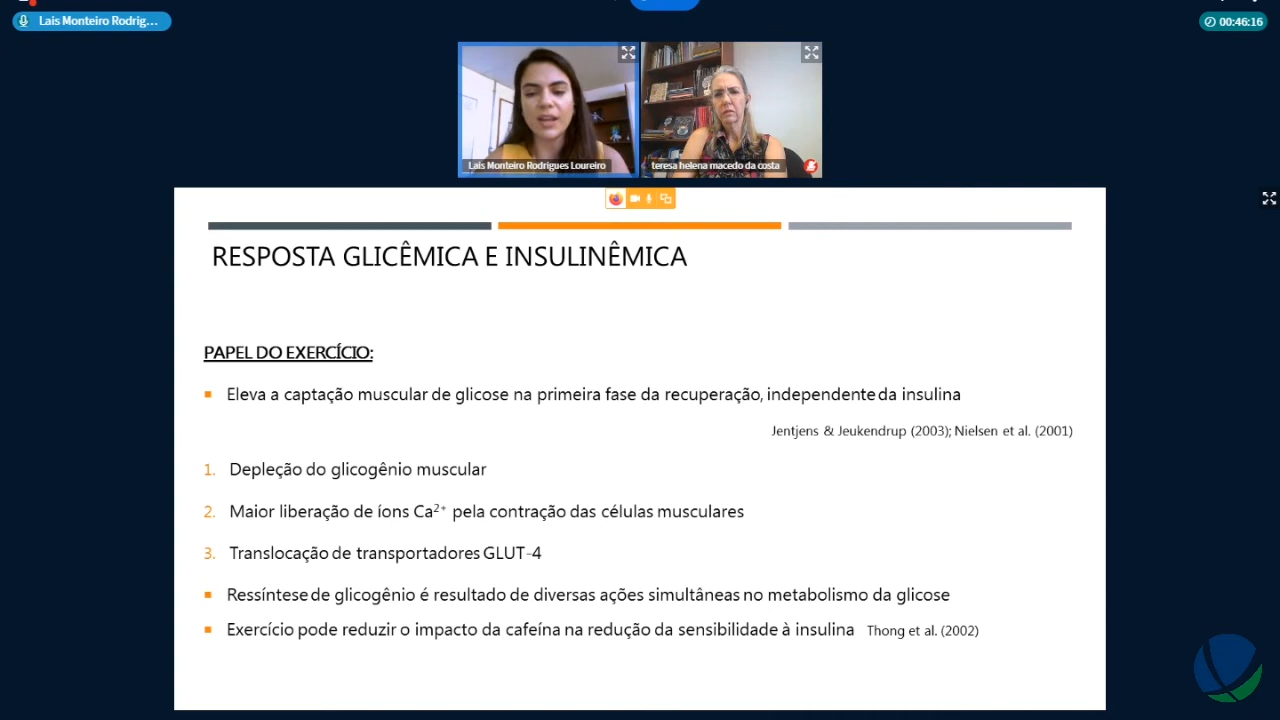 Lais Monteiro Rodrig...
00:46:16
Lais Monteiro Rodrigues Loureiro
teresa helena macedo da costa
RESPOSTA GLICÊMICA E INSULINÊMICA
PAPEL DO EXERCÍCIO:
Eleva a captação muscular de glicose na primeira fase da recuperação, independente da insulina
Jentjens & Jeukendrup (2003); Nielsen et al. (2001)
1. Depleção do glicogênio muscular
2. Maior liberação de íons Ca²⁺ pela contração das células musculares
3. Translocação de transportadores GLUT-4
Ressíntese de glicogênio é resultado de diversas ações simultâneas no metabolismo da glicose
Exercício pode reduzir o impacto da cafeína na redução da sensibilidade à insulina Thong et al. (2002)